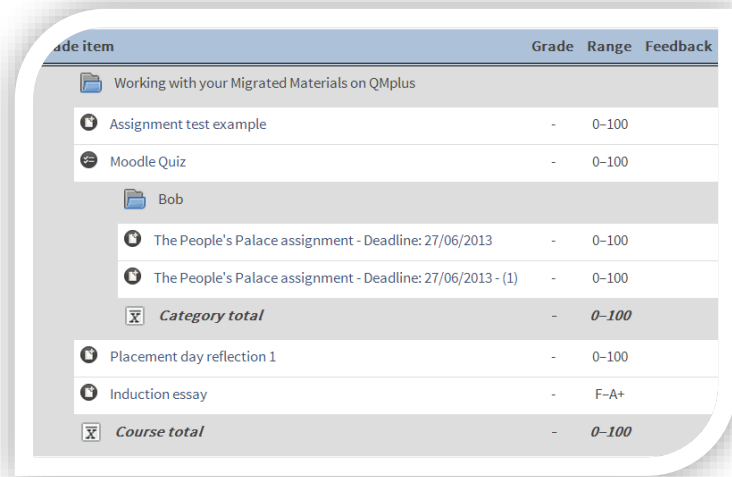 ade item Grade Range Feedback
Working with your Migrated Materials on QMplus
Assignment test example - 0–100
Moodle Quiz - 0–100
Bob
The People's Palace assignment - Deadline: 27/06/2013 - 0–100
The People's Palace assignment - Deadline: 27/06/2013 - (1) - 0–100
x̅ Category total - 0–100
Placement day reflection 1 - 0–100
Induction essay - F–A+
x̅ Course total - 0–100